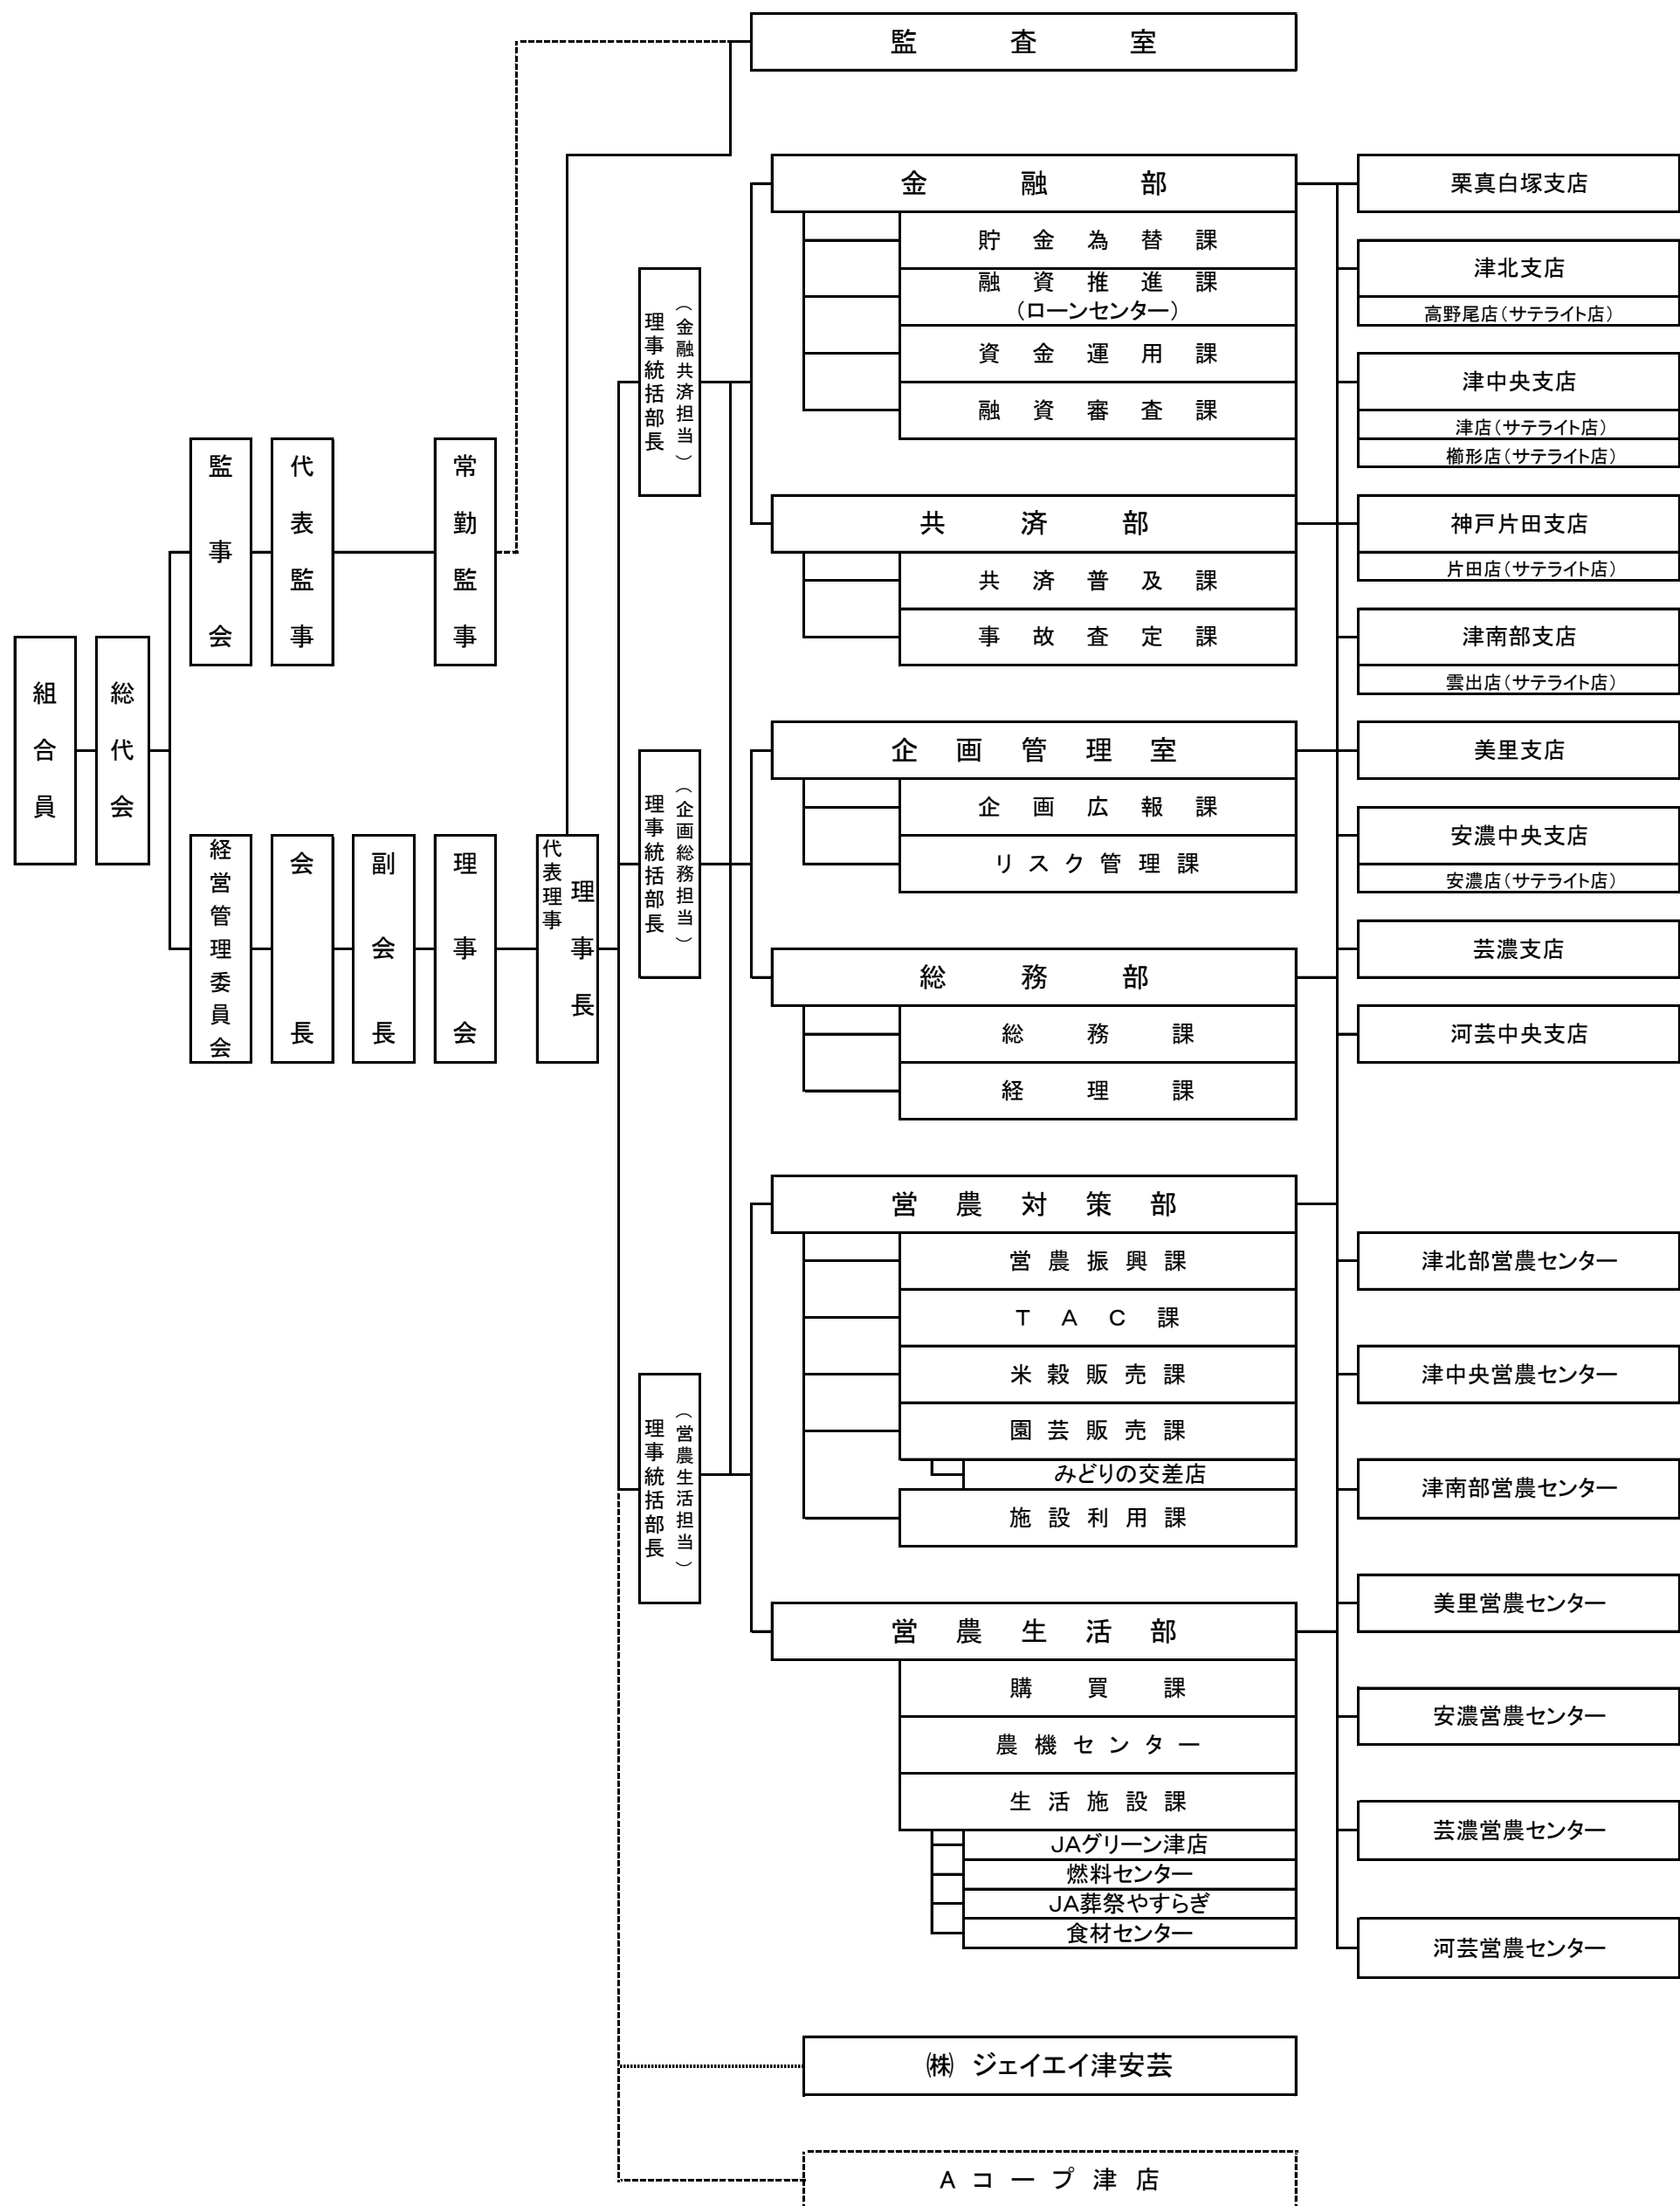 監査室
金融部
貯金為替課
融資推進課
(ローンセンター)
資金運用課
融資審査課
共済部
共済普及課
事故査定課
企画管理室
企画広報課
リスク管理課
総務部
総務課
経理課
営農対策部
営農振興課
TAC課
米穀販売課
園芸販売課
みどりの交差店
施設利用課
営農生活部
購買課
農機センター
生活施設課
JAグリーン津店
燃料センター
JA葬祭やすらぎ
食材センター
㈱ ジェイエイ津安芸
Aコープ津店
組合員
総代会
監事会
代表監事
常勤監事
経営管理委員会
会長
副会長
理事会
代表理事
理事長
理事統括部長
(金融共済担当)
理事統括部長
(企画総務担当)
理事統括部長
(営農生活担当)
栗真白塚支店
津北支店
高野尾店(サテライト店)
津中央支店
津店(サテライト店)
櫛形店(サテライト店)
神戸片田支店
片田店(サテライト店)
津南部支店
雲出店(サテライト店)
美里支店
安濃中央支店
安濃店(サテライト店)
芸濃支店
河芸中央支店
津北部営農センター
津中央営農センター
津南部営農センター
美里営農センター
安濃営農センター
芸濃営農センター
河芸営農センター